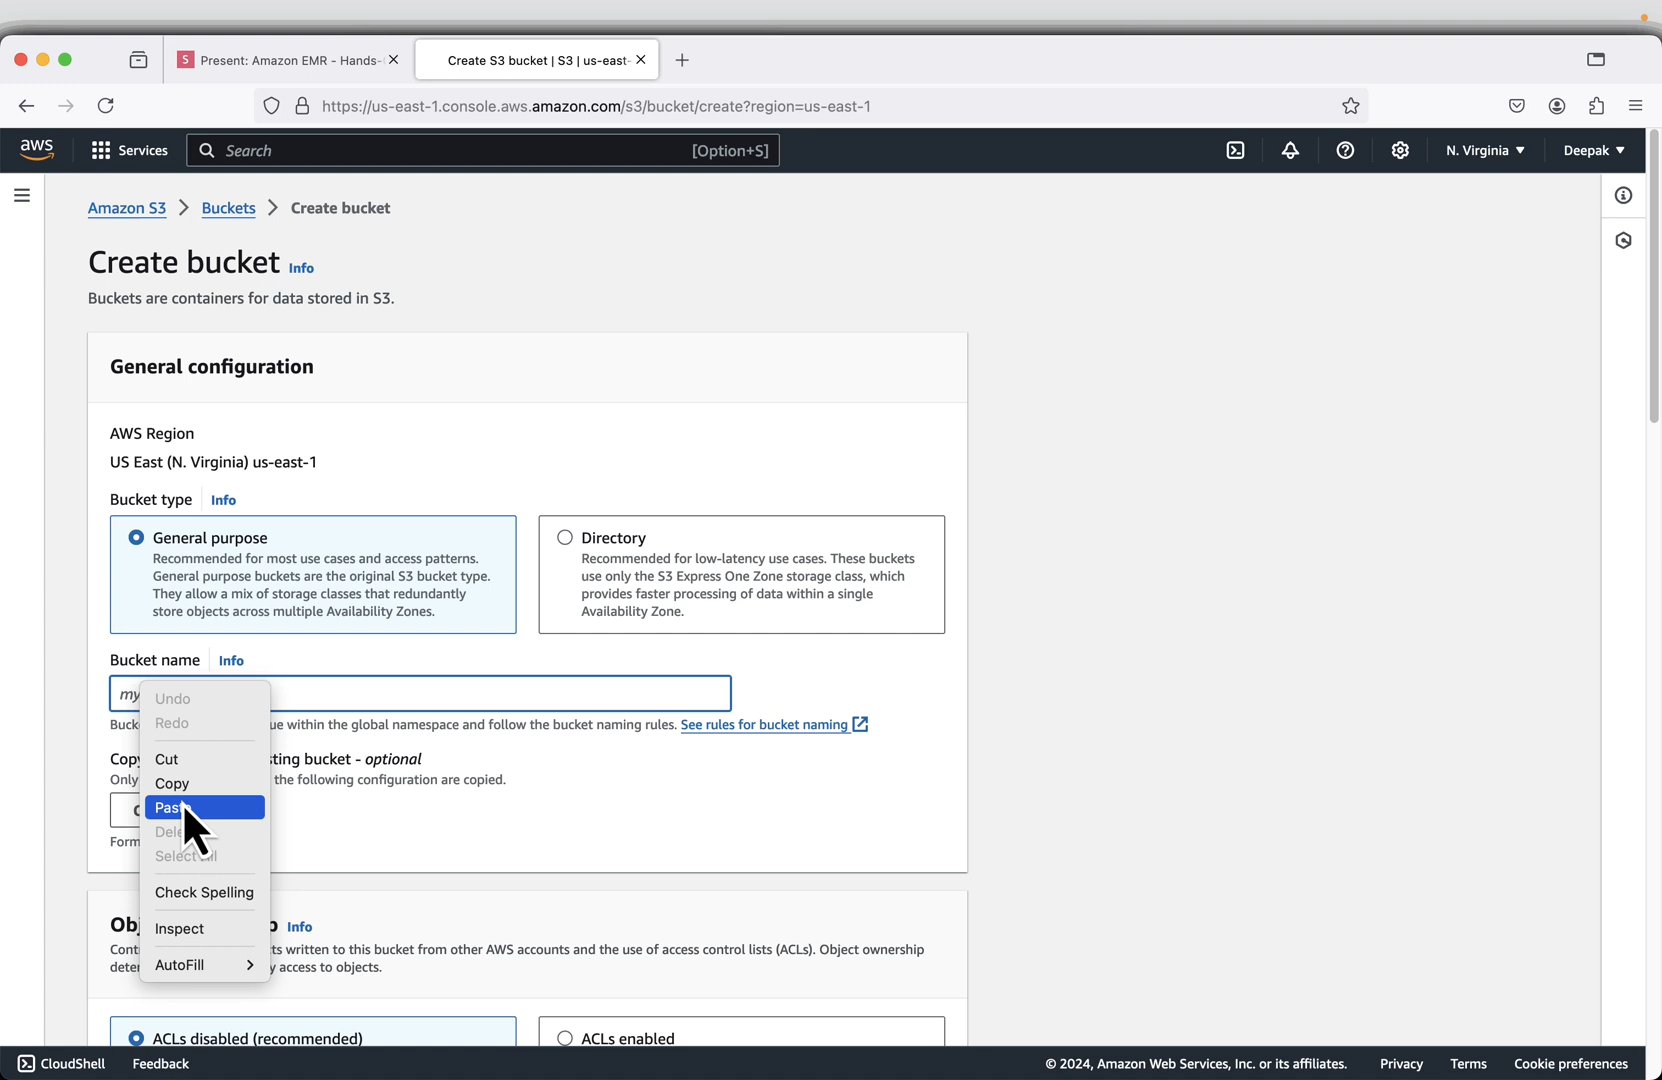 S Present: Amazon EMR - Hands-
Create S3 bucket | S3 | us-east-
https://us-east-1.console.aws.amazon.com/s3/bucket/create?region=us-east-1
aws Services Search [Option+S] N. Virginia Deepak
Amazon S3 Buckets Create bucket
Create bucket Info
Buckets are containers for data stored in S3.
General configuration
AWS Region
US East (N. Virginia) us-east-1
Bucket type Info
General purpose
Recommended for most use cases and access patterns.
General purpose buckets are the original S3 bucket type.
They allow a mix of storage classes that redundantly
store objects across multiple Availability Zones.
Directory
Recommended for low-latency use cases. These buckets
use only the S3 Express One Zone storage class, which
provides faster processing of data within a single
Availability Zone.
Bucket name Info
my
Undo
Redo
Cut
Copy
Paste
Select All
Check Spelling
Inspect
AutoFill
ue within the global namespace and follow the bucket naming rules. See rules for bucket naming
sting bucket - optional
Only the following configuration are copied.
Form
Info
ts written to this bucket from other AWS accounts and the use of access control lists (ACLs). Object ownership
y access to objects.
ACLs disabled (recommended)
ACLs enabled
CloudShell Feedback © 2024, Amazon Web Services, Inc. or its affiliates. Privacy Terms Cookie preferences